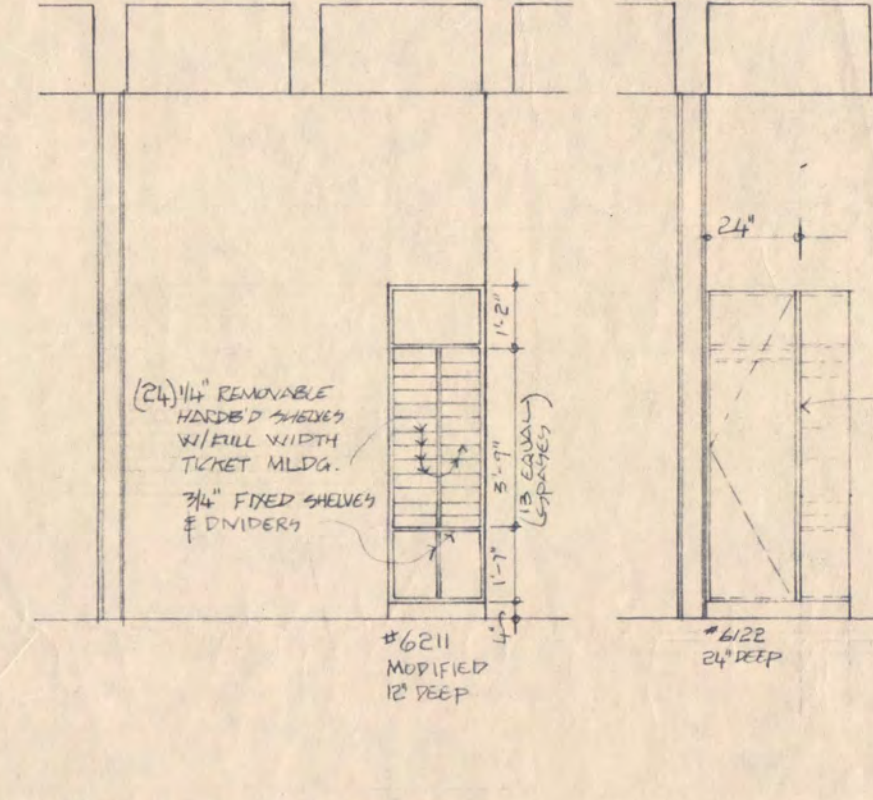 24"
1'-2"
(24) 1/4" REMOVABLE
HARDB'D SHELVES
W/FULL WIDTH
TICKET MLDG.
3/4" FIXED SHELVES
& DIVIDERS
3'-9"
(13 EQUAL
SPACES)
1'-7"
4"
#6211
MODIFIED
12" DEEP
#6122
24" DEEP